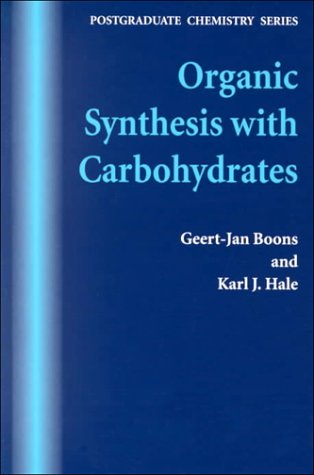 POSTGRADUATE CHEMISTRY SERIES
Organic
Synthesis with
Carbohydrates
Geert-Jan Boons
and
Karl J. Hale